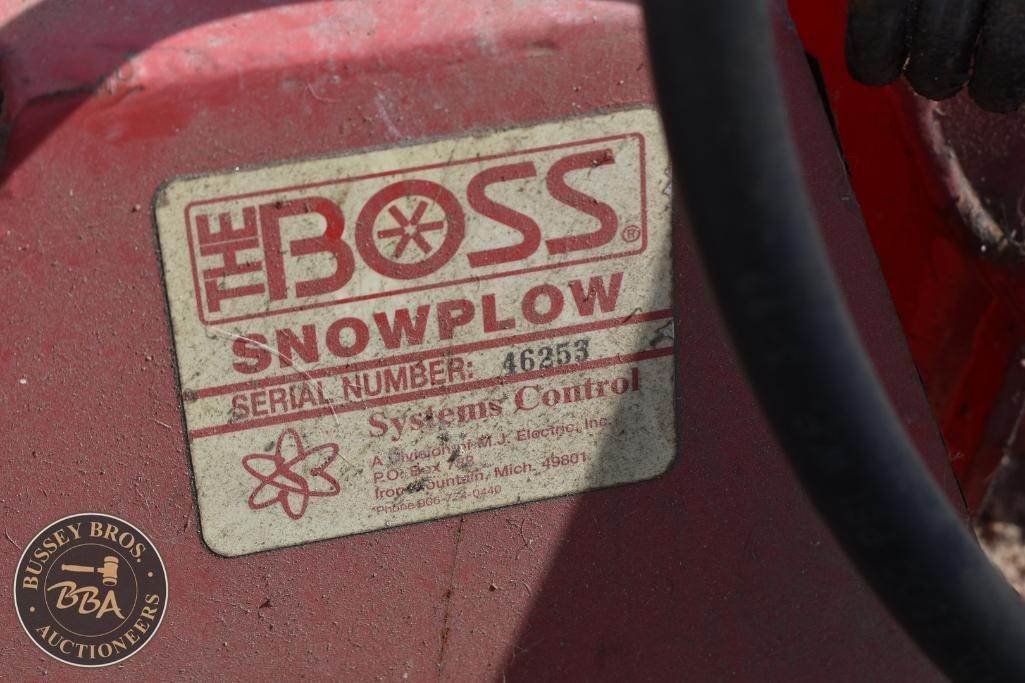 THE BOSS®
SNOWPLOW
SERIAL NUMBER: 46253
Systems Control
A Division of M.J. Electric, Inc.
P.O. Box
Iron Mountain, Mich. 49801
Phone
BUSSEY BROS.
BBA
AUCTIONEERS